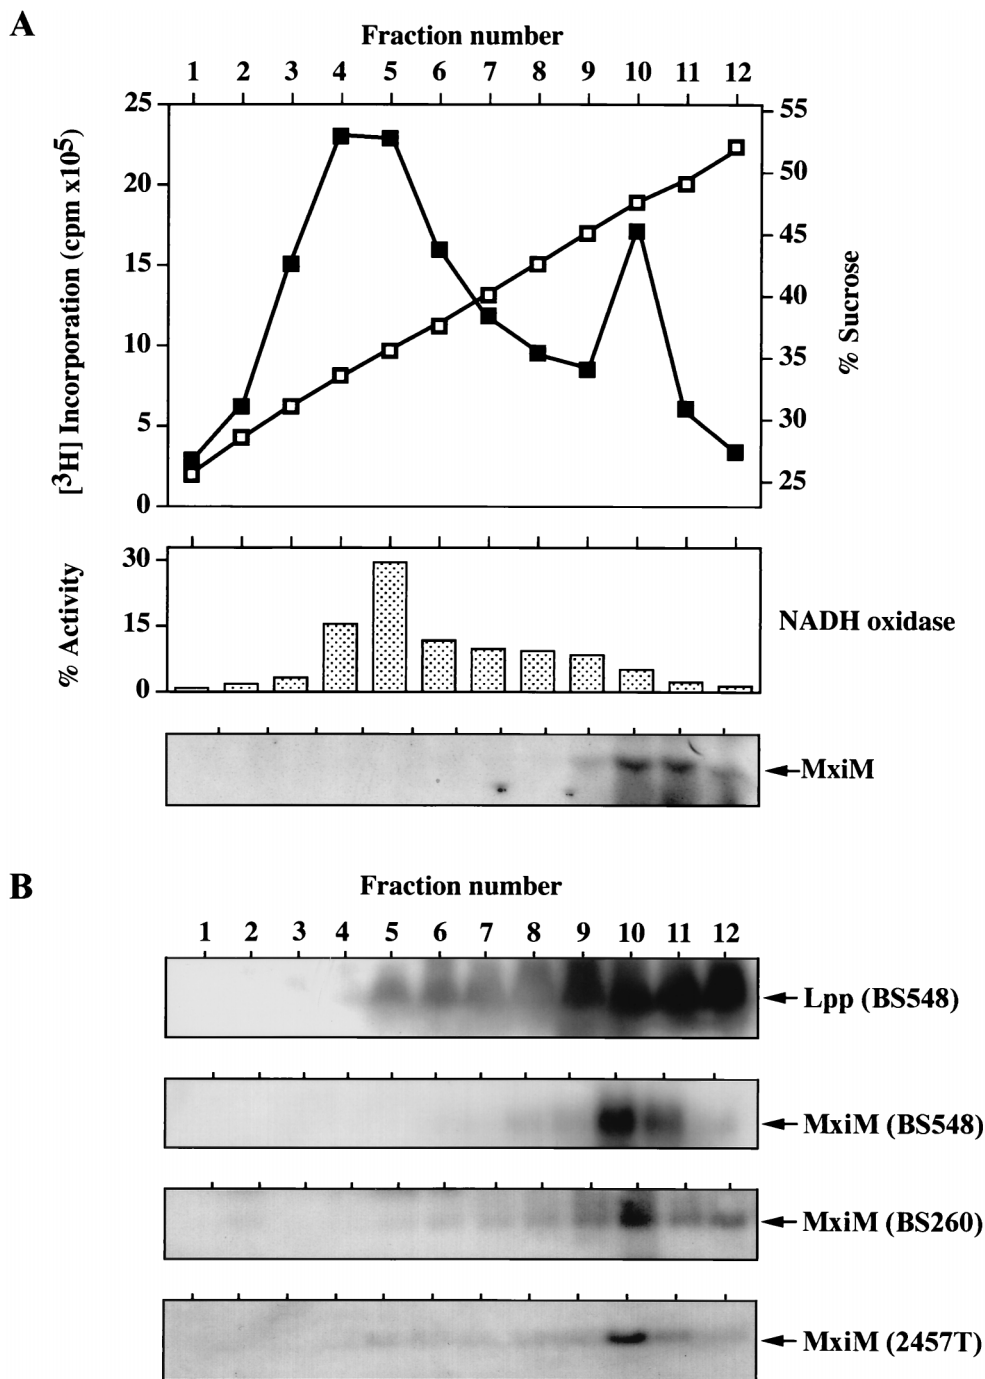 A
Fraction number
1 2 3 4 5 6 7 8 9 10 11 12
[³H] Incorporation (cpm x10⁵)
25
20
15
10
5
0
55
50
45
40
35
30
25
% Sucrose
% Activity
30
15
0
NADH oxidase
MxiM
B
Fraction number
1 2 3 4 5 6 7 8 9 10 11 12
Lpp (BS548)
MxiM (BS548)
MxiM (BS260)
MxiM (2457T)